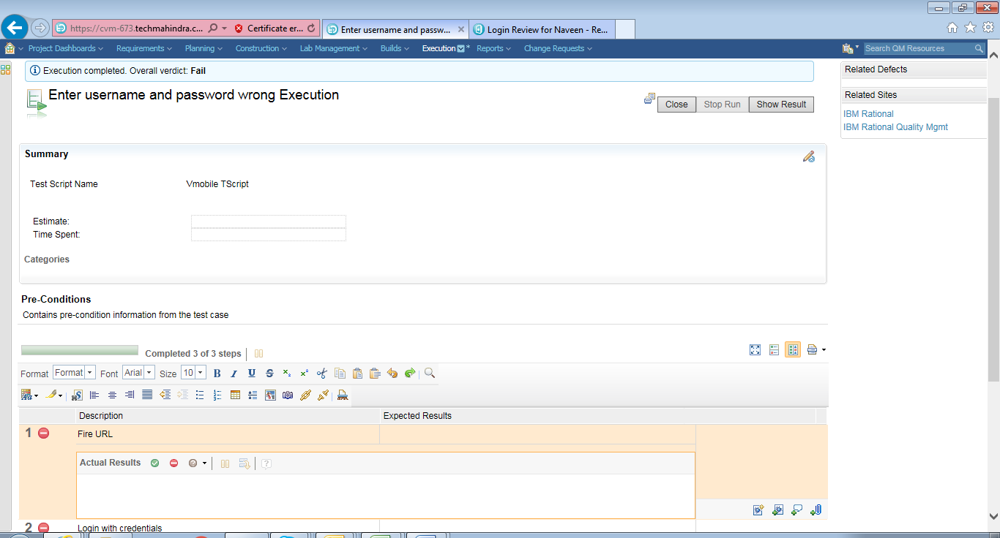 https://cvm-673.techmahindra.c... Certificate er... Enter username and passw... Login Review for Naveen - Re...
Project Dashboards Requirements Planning Construction Lab Management Builds Execution * Reports Change Requests Search QM Resources
Execution completed. Overall verdict: Fail
Related Defects
Enter username and password wrong Execution
Related Sites
Close Stop Run Show Result
IBM Rational
IBM Rational Quality Mgmt
Summary
Test Script Name Vmobile TScript
Estimate:
Time Spent:
Categories
Pre-Conditions
Contains pre-condition information from the test case
Completed 3 of 3 steps
Format Format Font Arial Size 10 B I U S
Description Expected Results
1 Fire URL
Actual Results
2 Login with credentials